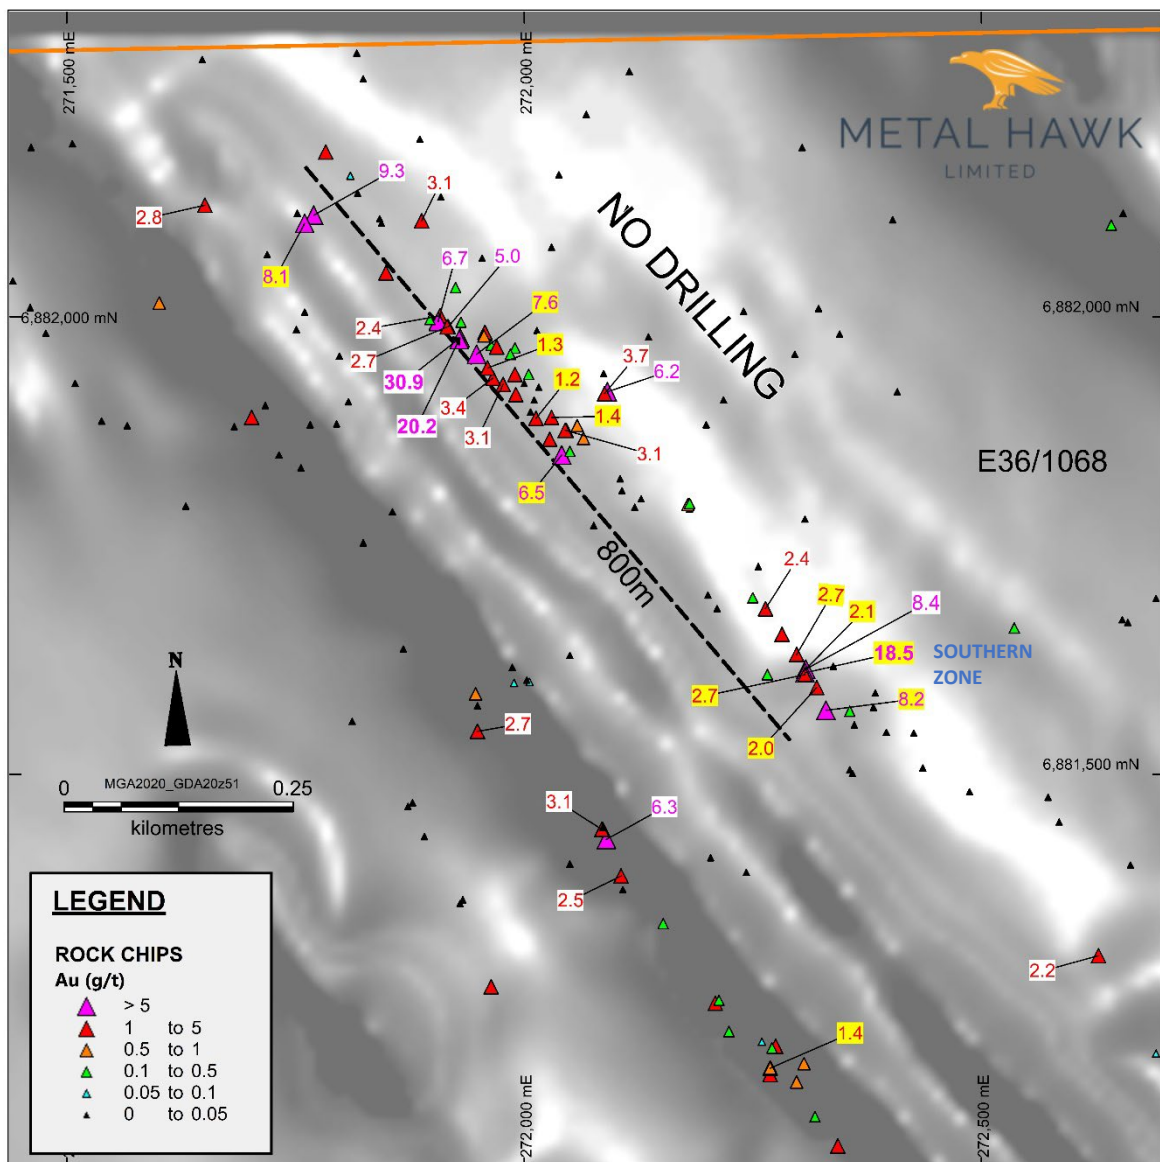 271,500 mE
272,000 mE
METAL HAWK
LIMITED
9.3
3.1
2.8
8.1
NO DRILLING
6.7
5.0
7.6
6,882,000 mN
6,882,000 mN
2.4
2.7
1.3
3.7
6.2
30.9
3.4
1.2
1.4
20.2
3.1
3.1
E36/1068
6.5
800m
2.4
2.7
2.1
8.4
18.5
SOUTHERN
ZONE
2.7
8.2
2.0
2.7
N
6,881,500 mN
0
MGA2020_GDA20z51
0.25
kilometres
3.1
6.3
2.5
2.2
1.4
LEGEND
ROCK CHIPS
Au (g/t)
> 5
1 to 5
0.5 to 1
0.1 to 0.5
0.05 to 0.1
0 to 0.05
272,000 mE
272,500 mE